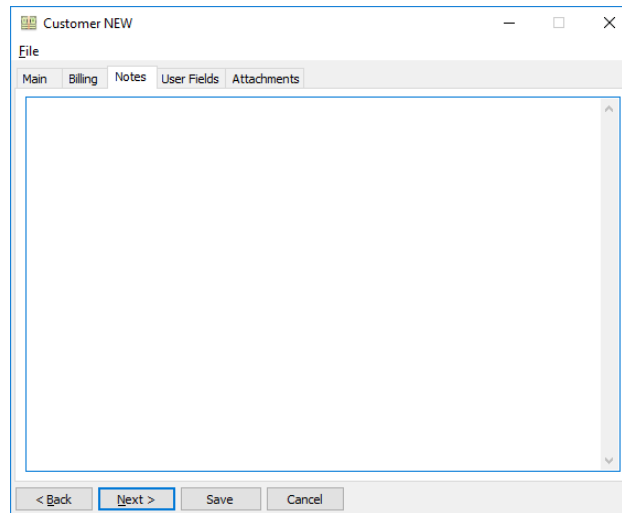 Customer NEW
File
Main Billing Notes User Fields Attachments
< Back Next > Save Cancel